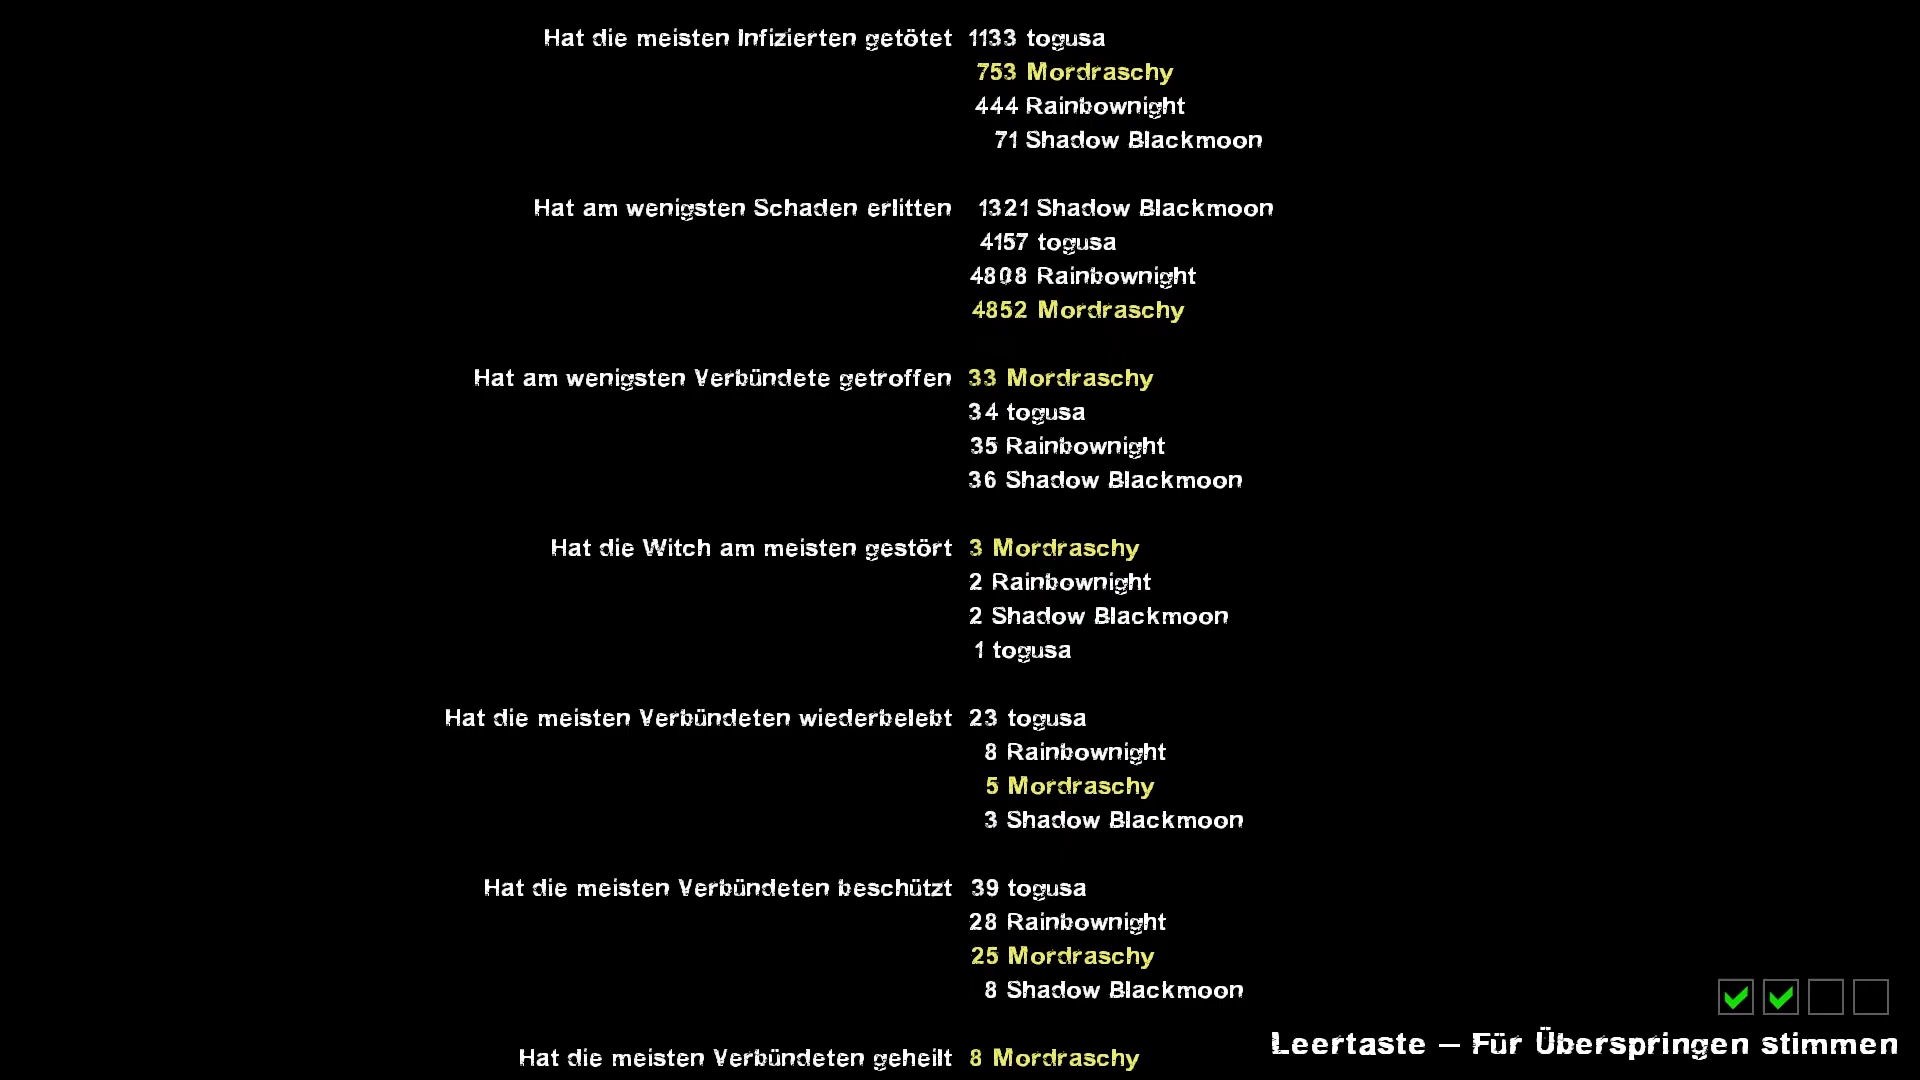 Hat die meisten Infizierten getötet 1133 togusa
753 Mordraschy
444 Rainbownight
71 Shadow Blackmoon
Hat am wenigsten Schaden erlitten 1321 Shadow Blackmoon
4157 togusa
4808 Rainbownight
4852 Mordraschy
Hat am wenigsten Verbündete getroffen 33 Mordraschy
34 togusa
35 Rainbownight
36 Shadow Blackmoon
Hat die Witch am meisten gestört 3 Mordraschy
2 Rainbownight
2 Shadow Blackmoon
1 togusa
Hat die meisten Verbündeten wiederbelebt 23 togusa
8 Rainbownight
5 Mordraschy
3 Shadow Blackmoon
Hat die meisten Verbündeten beschützt 39 togusa
28 Rainbownight
25 Mordraschy
8 Shadow Blackmoon
Hat die meisten Verbündeten geheilt 8 Mordraschy
Leertaste – Für Überspringen stimmen